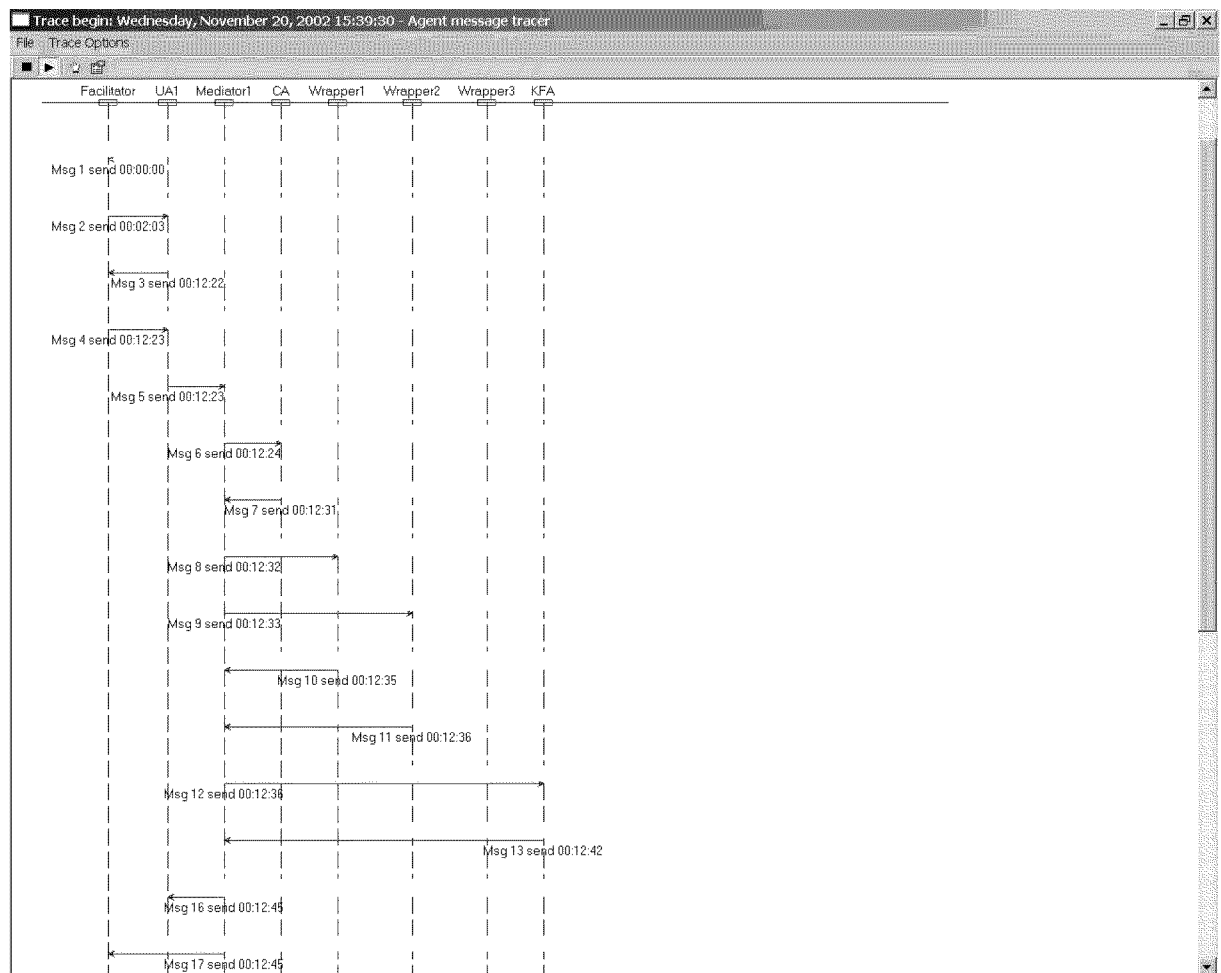 Trace begin: Wednesday, November 20, 2002 15:39:30 - Agent message tracer
File Trace Options
Facilitator UA1 Mediator1 CA Wrapper1 Wrapper2 Wrapper3 KFA
Msg 1 send 00:00:00
Msg 2 send 00:02:03
Msg 3 send 00:12:22
Msg 4 send 00:12:23
Msg 5 send 00:12:23
Msg 6 send 00:12:24
Msg 7 send 00:12:31
Msg 8 send 00:12:32
Msg 9 send 00:12:33
Msg 10 send 00:12:35
Msg 11 send 00:12:36
Msg 12 send 00:12:36
Msg 13 send 00:12:42
Msg 16 send 00:12:45
Msg 17 send 00:12:45